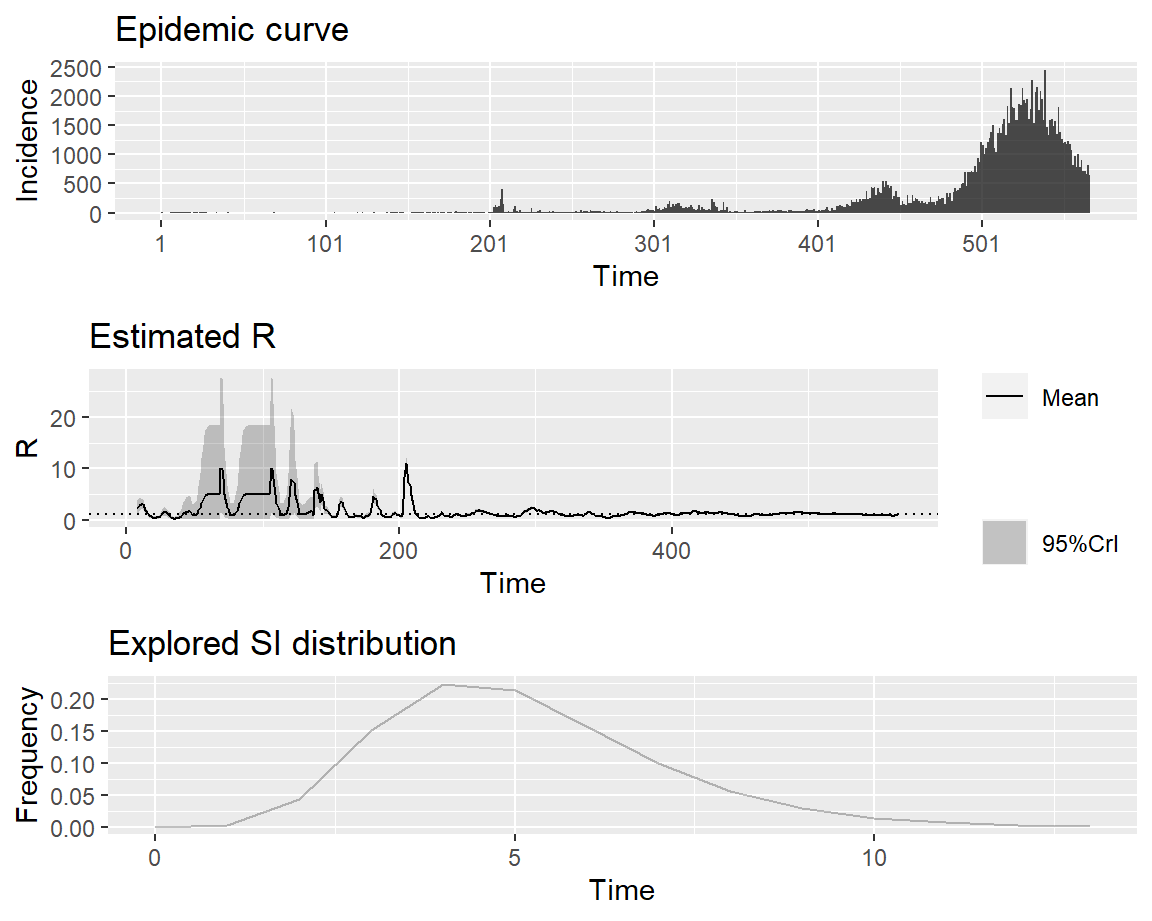 Epidemic curve
2500
2000
1500
1000
500
0
Incidence
1 101 201 301 401 501
Time
Estimated R
20
10
0
R
0 200 400
Time
Mean
95%CrI
Explored SI distribution
0.20
0.15
0.10
0.05
0.00
Frequency
0 5 10
Time